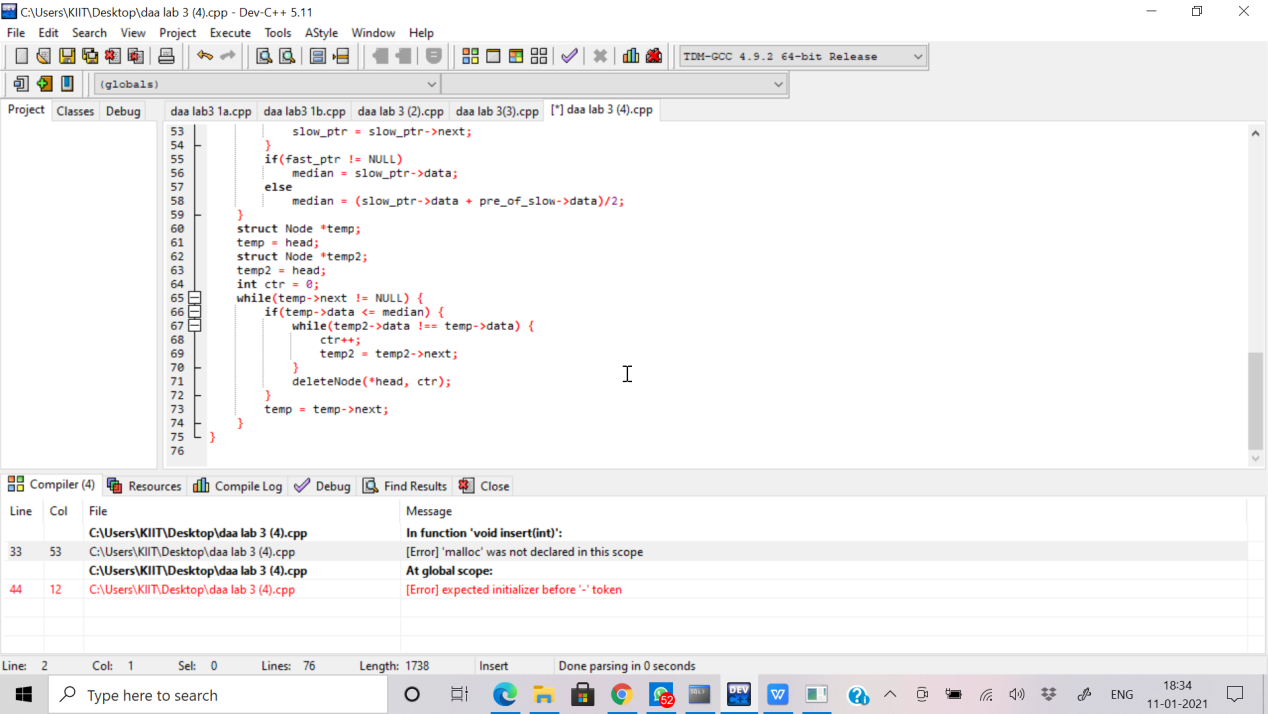 C:\Users\KIIT\Desktop\daa lab 3 (4).cpp - Dev-C++ 5.11
File Edit Search View Project Execute Tools AStyle Window Help
TDM-GCC 4.9.2 64-bit Release
(globals)
Project Classes Debug daa lab3 1a.cpp daa lab3 1b.cpp daa lab 3 (2).cpp daa lab 3(3).cpp [*] daa lab 3 (4).cpp
53 slow_ptr = slow_ptr->next;
54 }
55 if(fast_ptr != NULL)
56 median = slow_ptr->data;
57 else
58 median = (slow_ptr->data + pre_of_slow->data)/2;
59 }
60 struct Node *temp;
61 temp = head;
62 struct Node *temp2;
63 temp2 = head;
64 int ctr = 0;
65 while(temp->next != NULL) {
66 if(temp->data <= median) {
67 while(temp2->data !== temp->data) {
68 ctr++;
69 temp2 = temp2->next;
70 }
71 deleteNode(*head, ctr);
72 }
73 temp = temp->next;
74 }
75 }
76
Compiler (4) Resources Compile Log Debug Find Results Close
Line Col File Message
C:\Users\KIIT\Desktop\daa lab 3 (4).cpp In function 'void insert(int)':
33 53 C:\Users\KIIT\Desktop\daa lab 3 (4).cpp [Error] 'malloc' was not declared in this scope
C:\Users\KIIT\Desktop\daa lab 3 (4).cpp At global scope:
44 12 C:\Users\KIIT\Desktop\daa lab 3 (4).cpp [Error] expected initializer before '-' token
Line: 2 Col: 1 Sel: 0 Lines: 76 Length: 1738 Insert Done parsing in 0 seconds
Type here to search 52 DEV ENG 18:34
11-01-2021